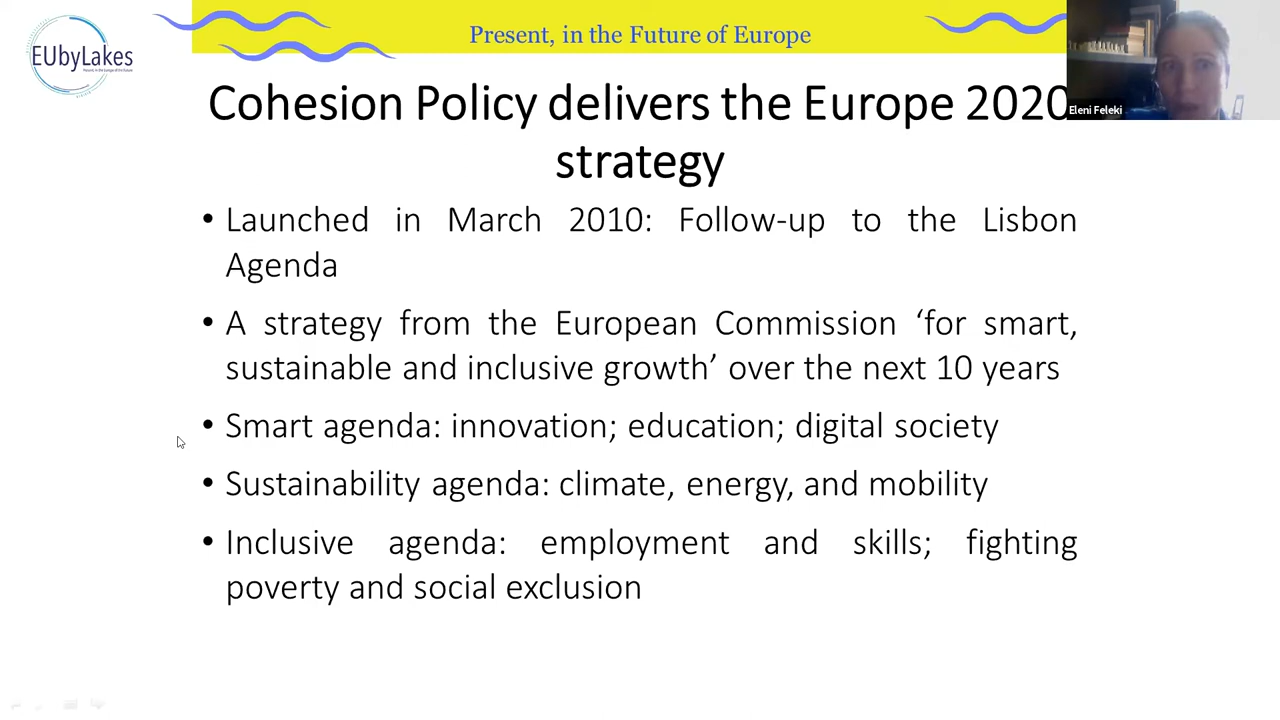 EUbyLakes
Present, in the Future of Europe
Eleni Feleki
Cohesion Policy delivers the Europe 2020
strategy
• Launched in March 2010: Follow-up to the Lisbon
Agenda
• A strategy from the European Commission ‘for smart,
sustainable and inclusive growth’ over the next 10 years
• Smart agenda: innovation; education; digital society
• Sustainability agenda: climate, energy, and mobility
• Inclusive agenda: employment and skills; fighting
poverty and social exclusion